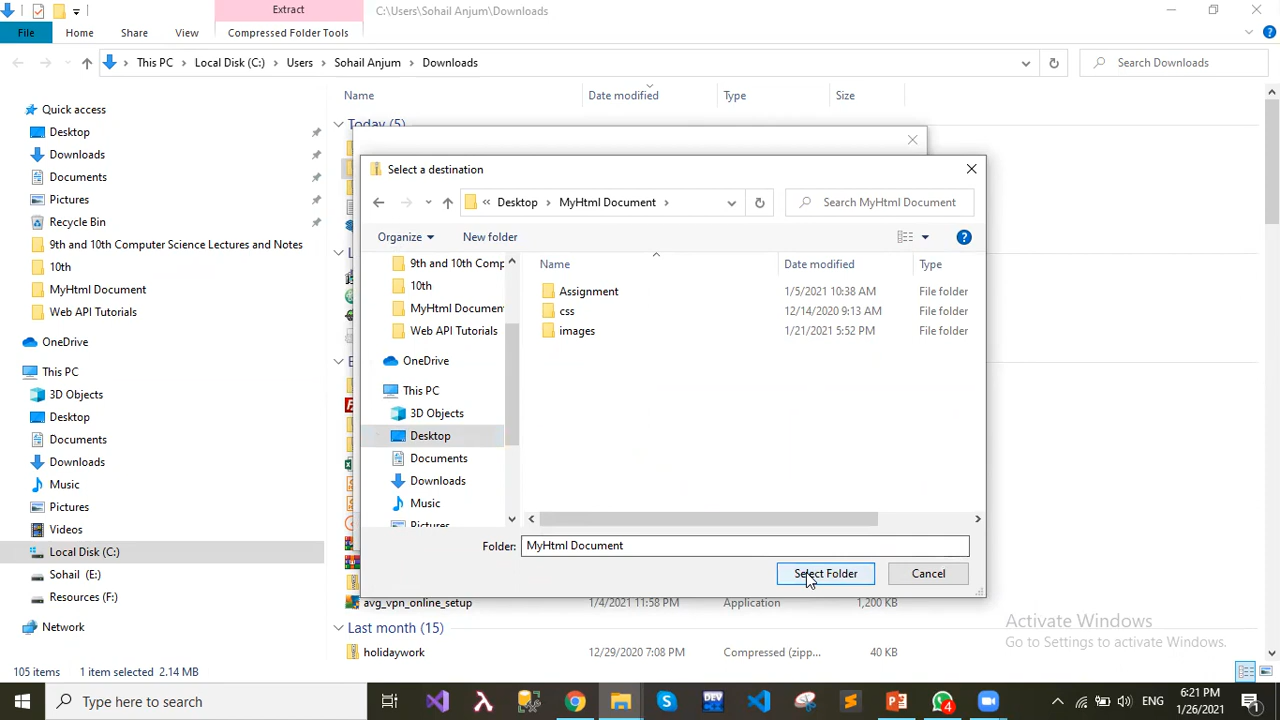 Extract
C:\Users\Sohail Anjum\Downloads
File Home Share View Compressed Folder Tools
This PC Local Disk (C:) Users Sohail Anjum Downloads
Search Downloads
Name Date modified Type Size
Today (5)
Quick access
Desktop
Downloads
Documents
Pictures
Recycle Bin
9th and 10th Computer Science Lectures and Notes
10th
MyHtml Document
Web API Tutorials
OneDrive
This PC
3D Objects
Desktop
Documents
Downloads
Music
Pictures
Videos
Local Disk (C:)
Sohail (E:)
Resources (F:)
Network
Select a destination
« Desktop MyHtml Document
Search MyHtml Document
Organize New folder
9th and 10th Comp
10th
MyHtml Document
Web API Tutorials
OneDrive
This PC
3D Objects
Desktop
Documents
Downloads
Music
Pictures
Name Date modified Type
Assignment 1/5/2021 10:38 AM File folder
css 12/14/2020 9:13 AM File folder
images 1/21/2021 5:52 PM File folder
Folder: MyHtml Document
Select Folder Cancel
avg_vpn_online_setup 1/4/2021 11:58 PM Application 1,200 KB
Last month (15)
holidaywork 12/29/2020 7:08 PM Compressed (zipp... 40 KB
Activate Windows
Go to Settings to activate Windows.
105 items 1 item selected 2.14 MB
Type here to search
DEV
4
ENG
6:21 PM
1/26/2021
1